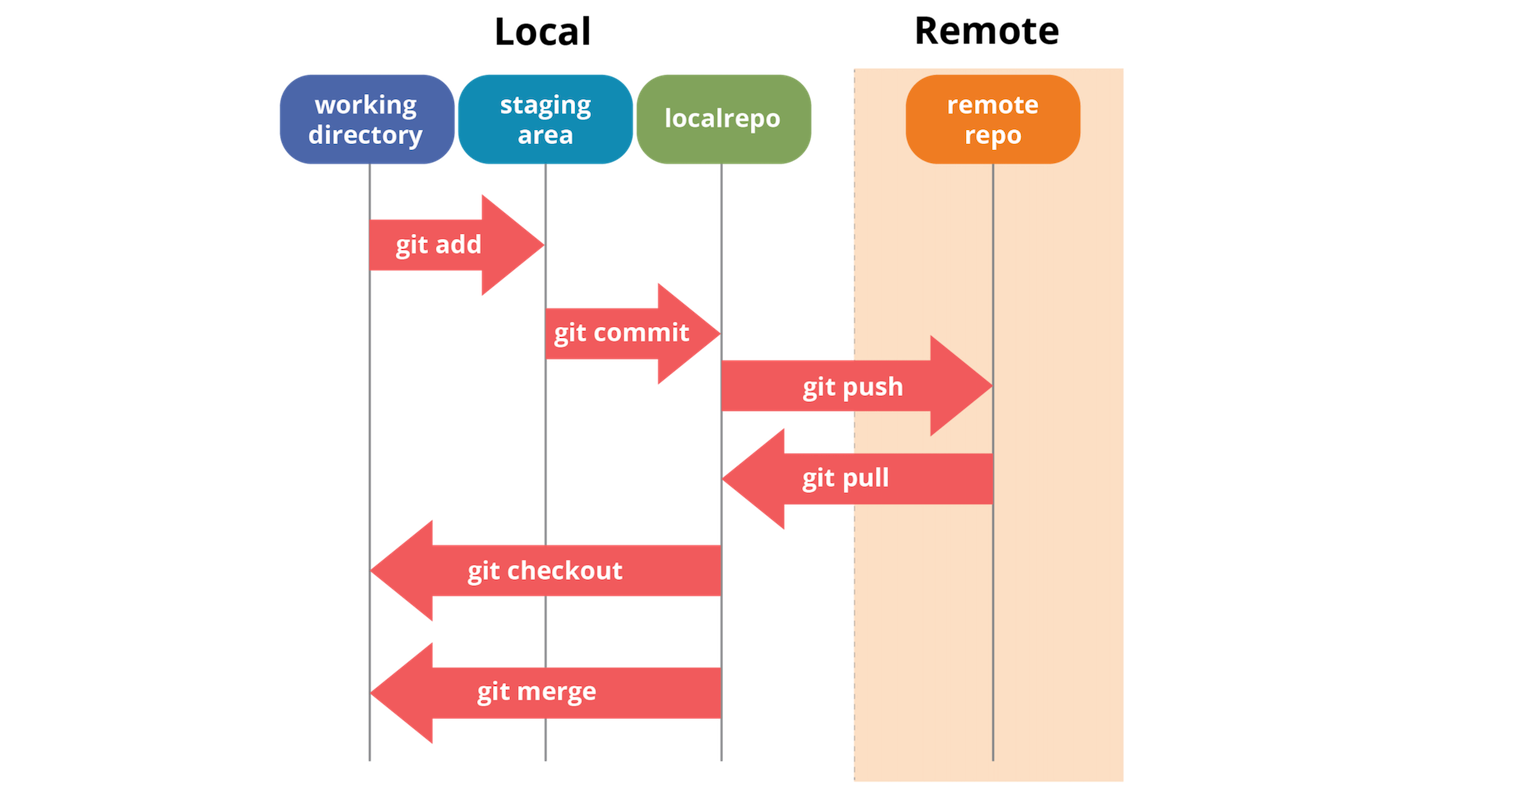 Local
Remote
working
directory
staging
area
localrepo
remote
repo
git add
git commit
git push
git pull
git checkout
git merge